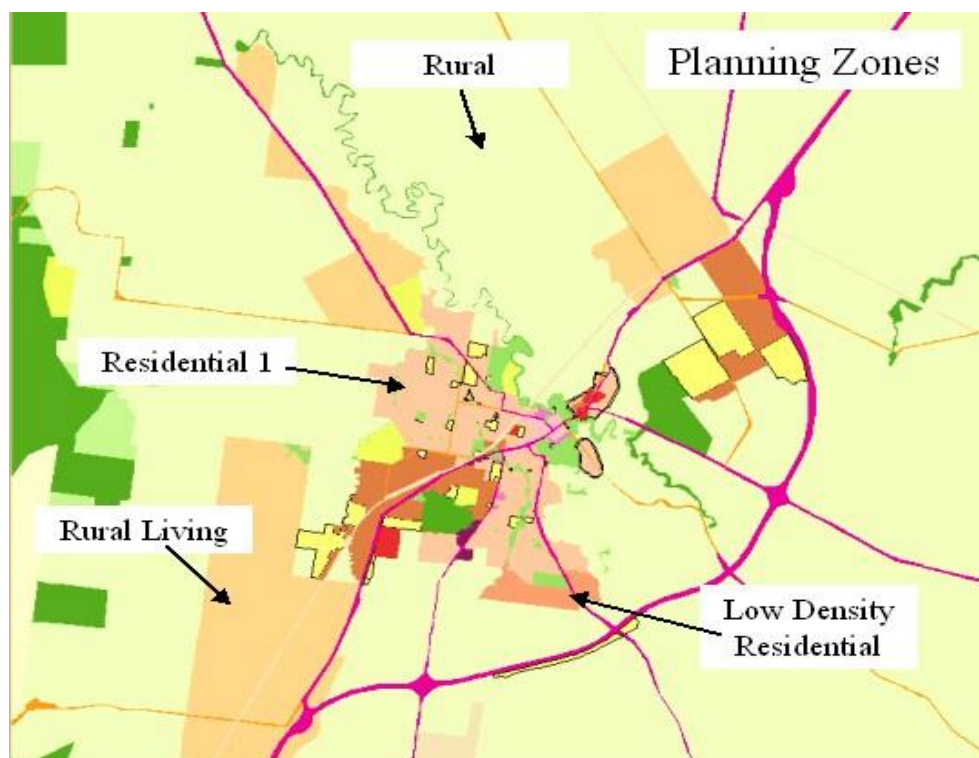 Rural
Planning Zones
Residential 1
Rural Living
Low Density
Residential